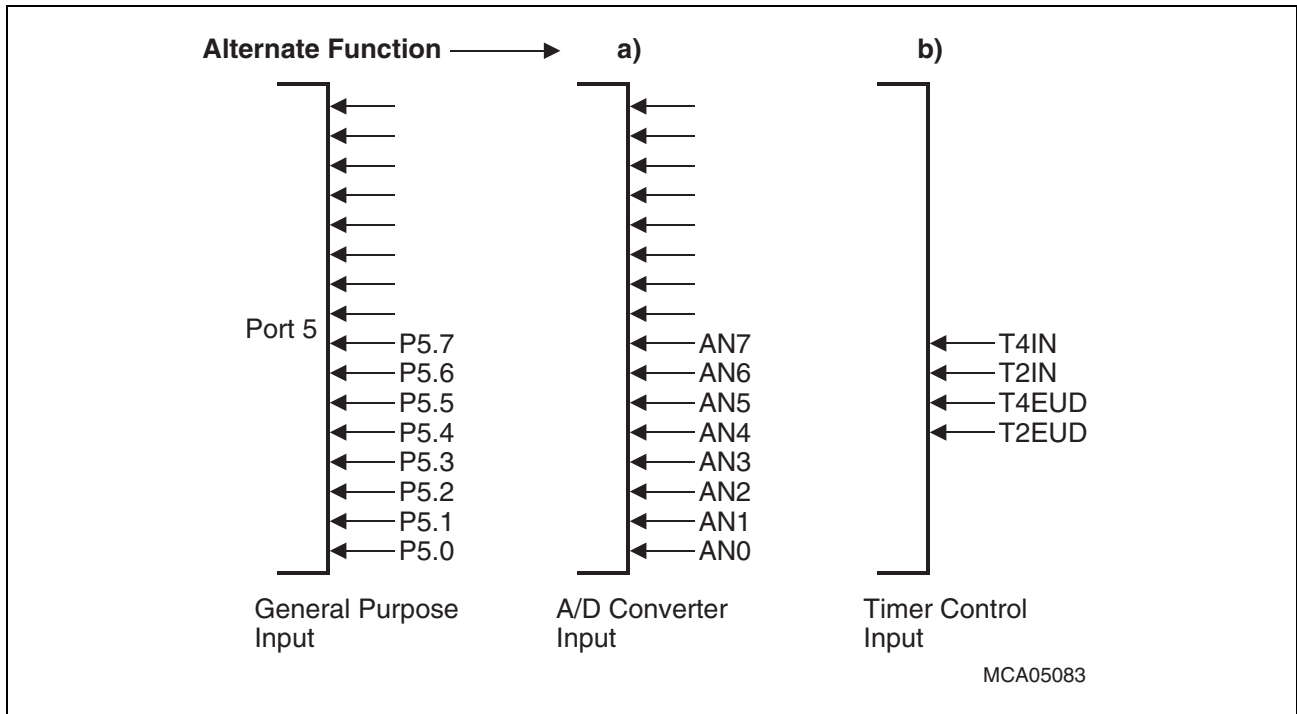 Alternate Function a) b)
Port 5
P5.7 AN7 T4IN
P5.6 AN6 T2IN
P5.5 AN5 T4EUD
P5.4 AN4 T2EUD
P5.3 AN3
P5.2 AN2
P5.1 AN1
P5.0 AN0
General Purpose A/D Converter Timer Control
Input Input Input
MCA05083